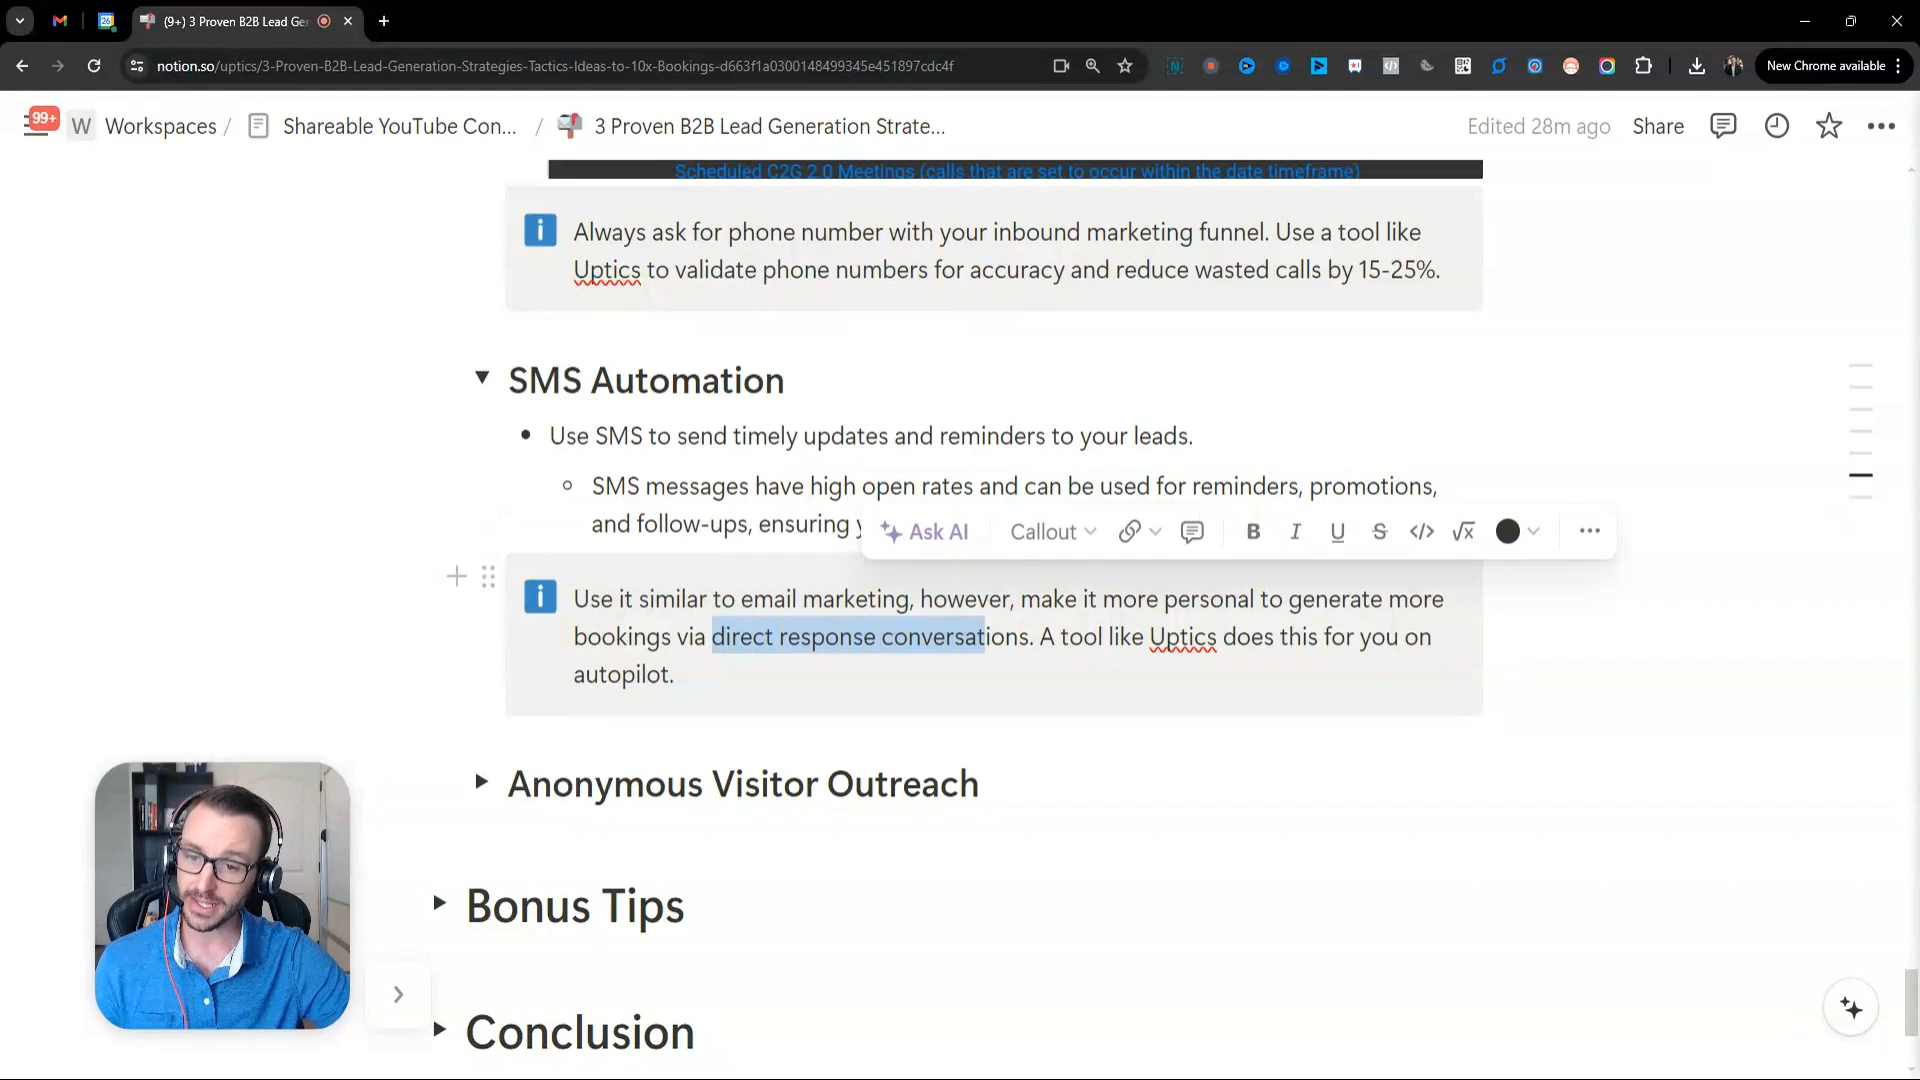 (9+) 3 Proven B2B Lead Ge
notion.so/uptics/3-Proven-B2B-Lead-Generation-Strategies-Tactics-Ideas-to-10x-Bookings-d663f1a0300148499345e451897cdc4f
New Chrome available
99+
W Workspaces / Shareable YouTube Con... / 3 Proven B2B Lead Generation Strate...
Edited 28m ago Share
Scheduled C2G 2.0 Meetings (calls that are set to occur within the date timeframe)
Always ask for phone number with your inbound marketing funnel. Use a tool like
Uptics to validate phone numbers for accuracy and reduce wasted calls by 15-25%.
SMS Automation
Use SMS to send timely updates and reminders to your leads.
SMS messages have high open rates and can be used for reminders, promotions,
and follow-ups, ensuring
Ask AI Callout B I U S </> √x
Use it similar to email marketing, however, make it more personal to generate more
bookings via direct response conversations. A tool like Uptics does this for you on
autopilot.
Anonymous Visitor Outreach
Bonus Tips
Conclusion